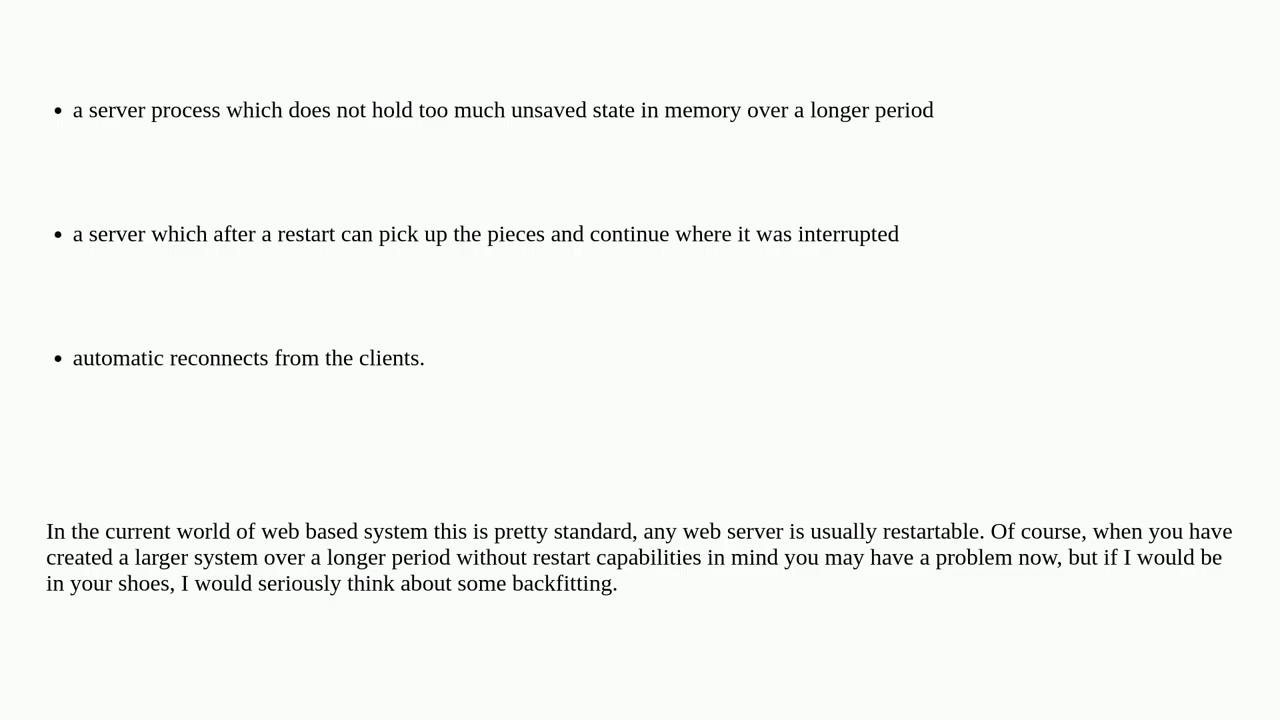 • a server process which does not hold too much unsaved state in memory over a longer period
• a server which after a restart can pick up the pieces and continue where it was interrupted
• automatic reconnects from the clients.
In the current world of web based system this is pretty standard, any web server is usually restartable. Of course, when you have
created a larger system over a longer period without restart capabilities in mind you may have a problem now, but if I would be
in your shoes, I would seriously think about some backfitting.